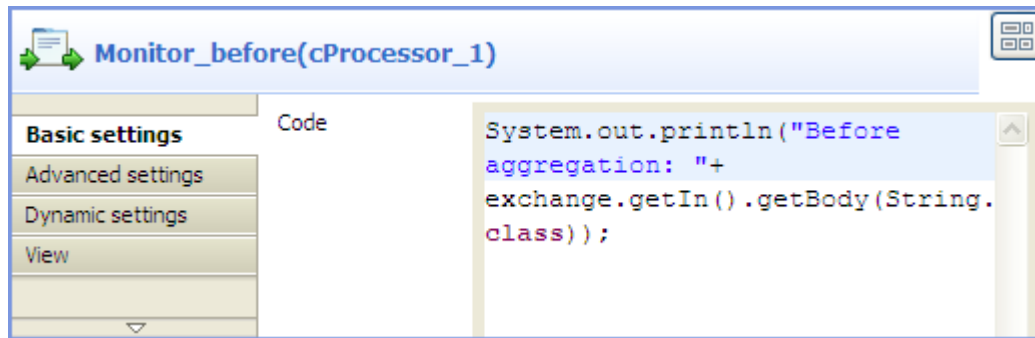 Monitor_before(cProcessor_1)
Basic settings
Advanced settings
Dynamic settings
View
Code
System.out.println("Before
aggregation: "+
exchange.getIn().getBody(String.
class));